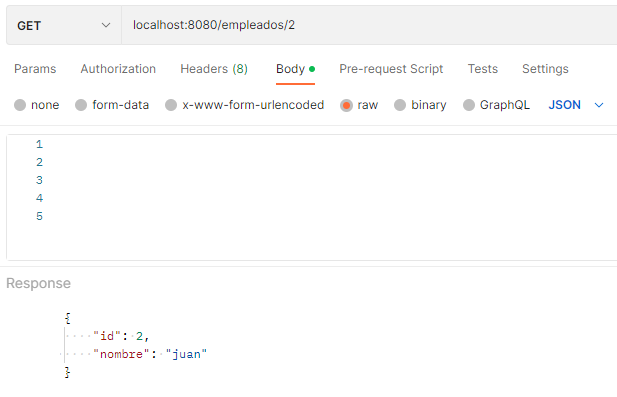 GET localhost:8080/empleados/2
Params Authorization Headers (8) Body Pre-request Script Tests Settings
none form-data x-www-form-urlencoded raw binary GraphQL JSON
1
2
3
4
5
Response
{
"id": 2,
"nombre": "juan"
}